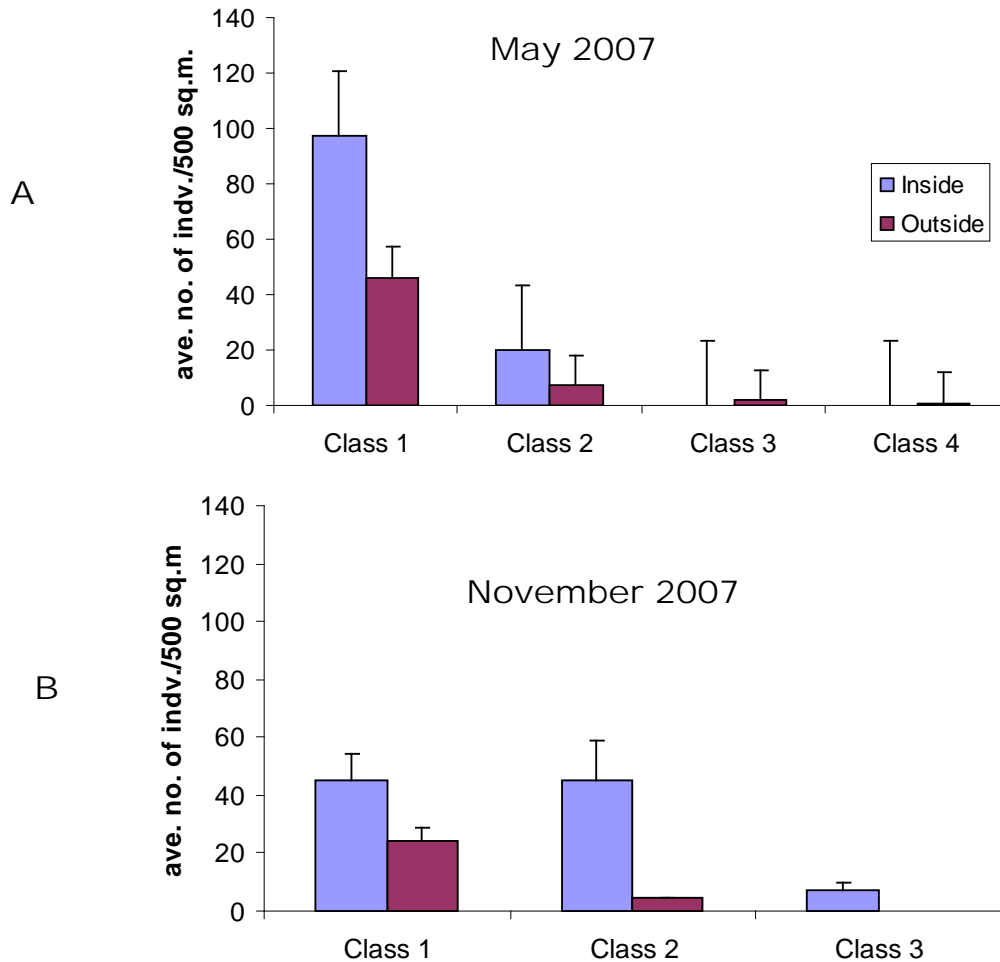 A
ave. no. of indv./500 sq.m.
140
120
100
80
60
40
20
0
May 2007
Inside
Outside
Class 1 Class 2 Class 3 Class 4
B
ave. no. of indv./500 sq.m
140
120
100
80
60
40
20
0
November 2007
Class 1 Class 2 Class 3